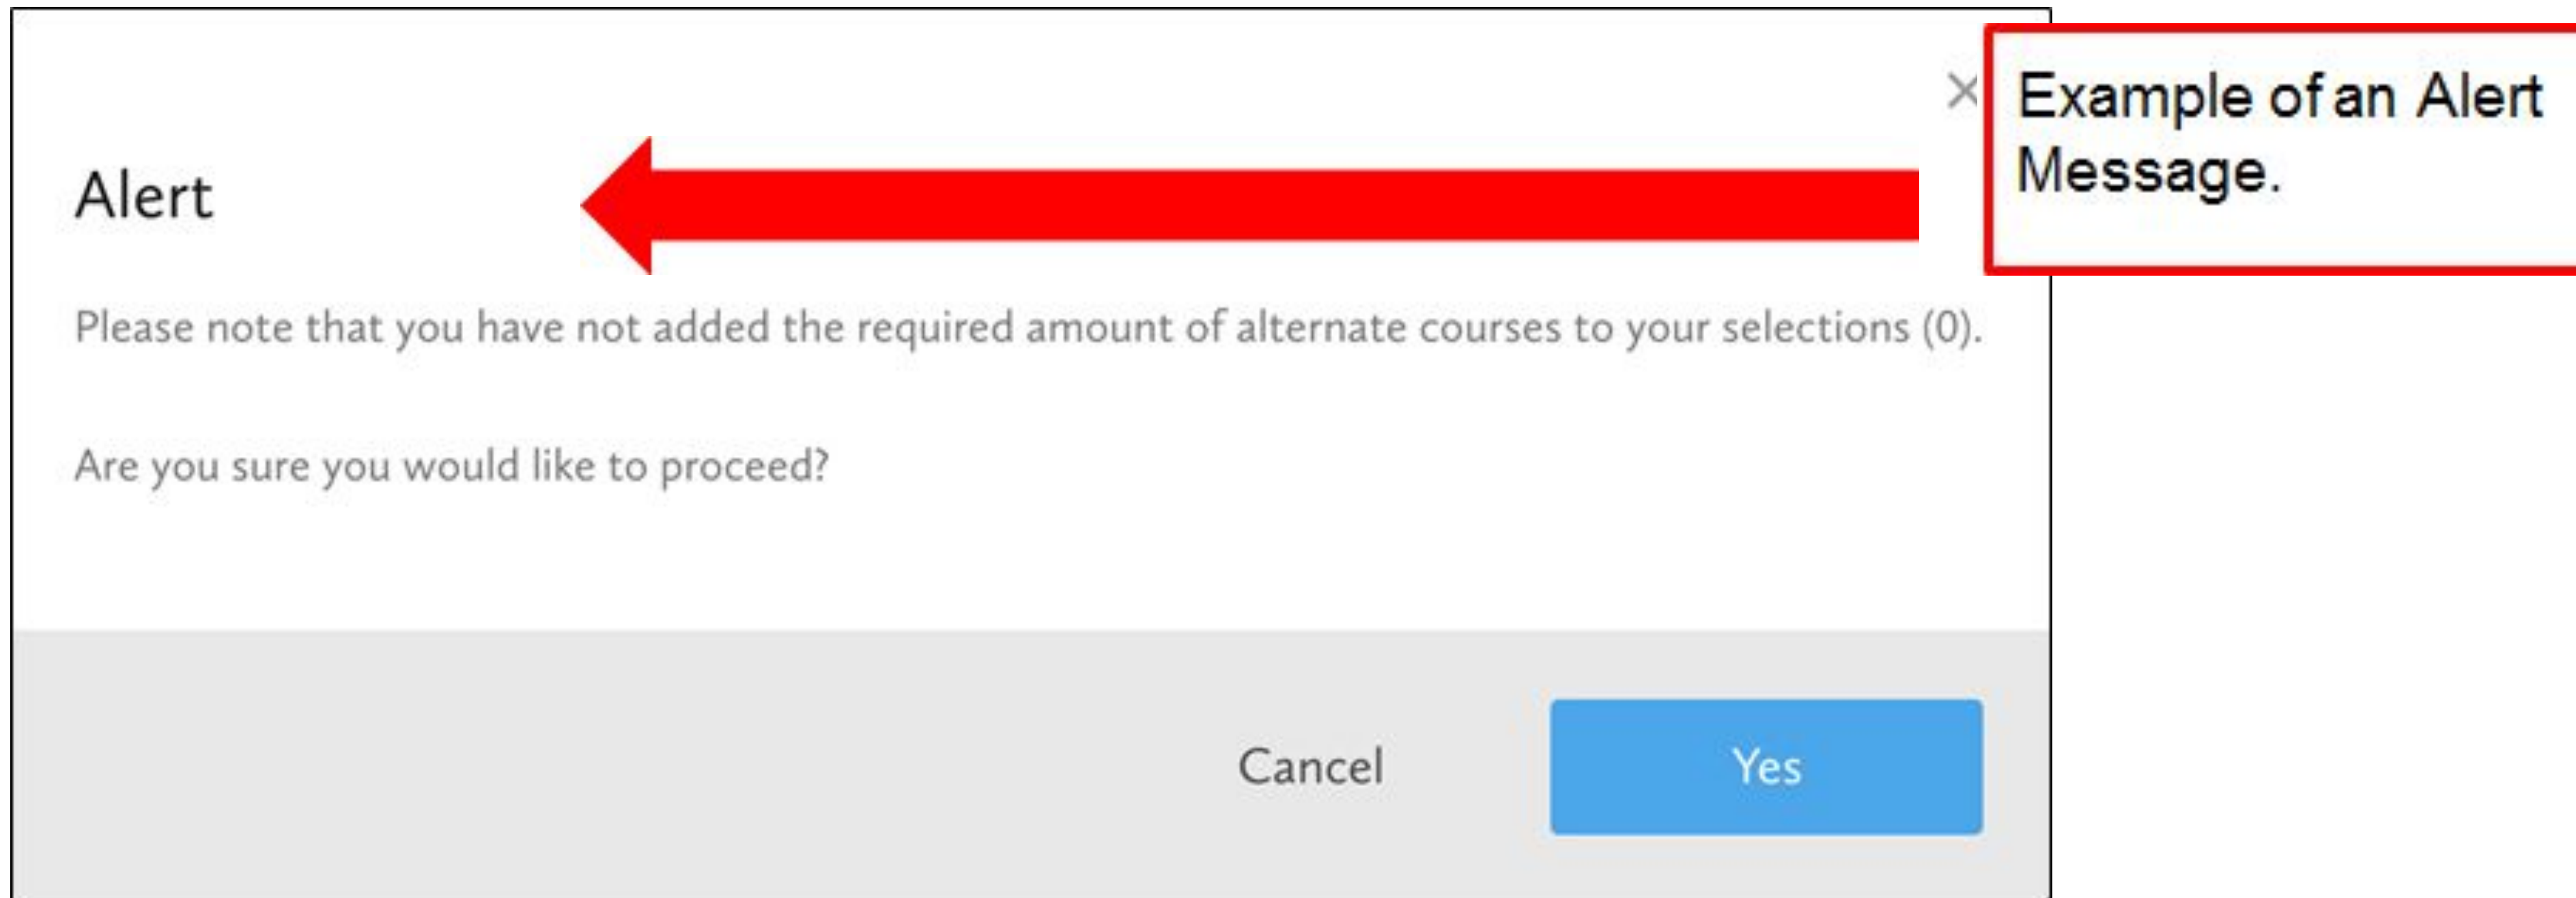 Example of an Alert
Message.
Alert
Please note that you have not added the required amount of alternate courses to your selections (0).
Are you sure you would like to proceed?
Cancel
Yes